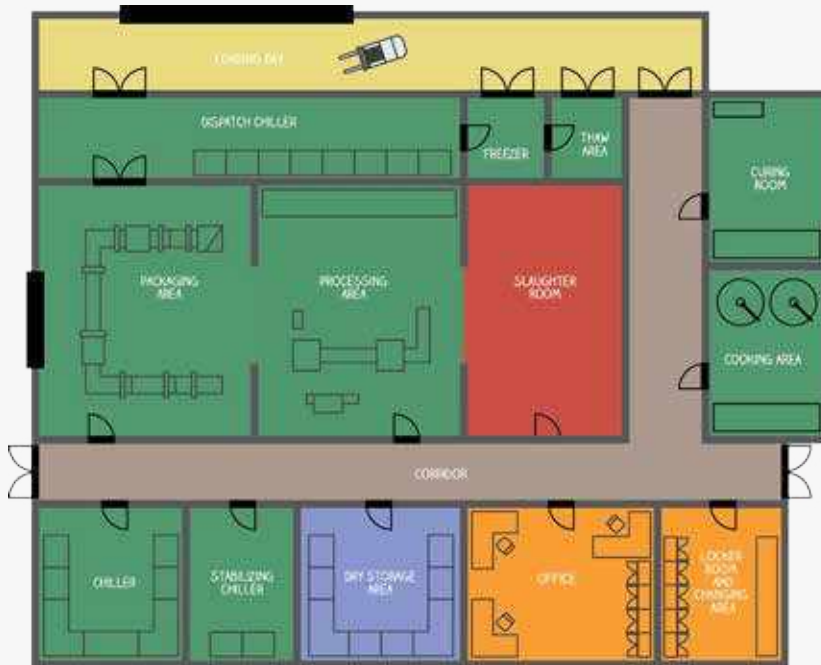 LOADING BAY
DISPATCH CHILLER
FREEZER
THAW
AREA
CURING
ROOM
PACKAGING
AREA
PROCESSING
AREA
SLAUGHTER
ROOM
COOKING AREA
CORRADOR
CHILLER
STABILIZING
CHILLER
DRY STORAGE
AREA
OFFICE
LOCKER
ROOM
AND
CHANGING
AREA